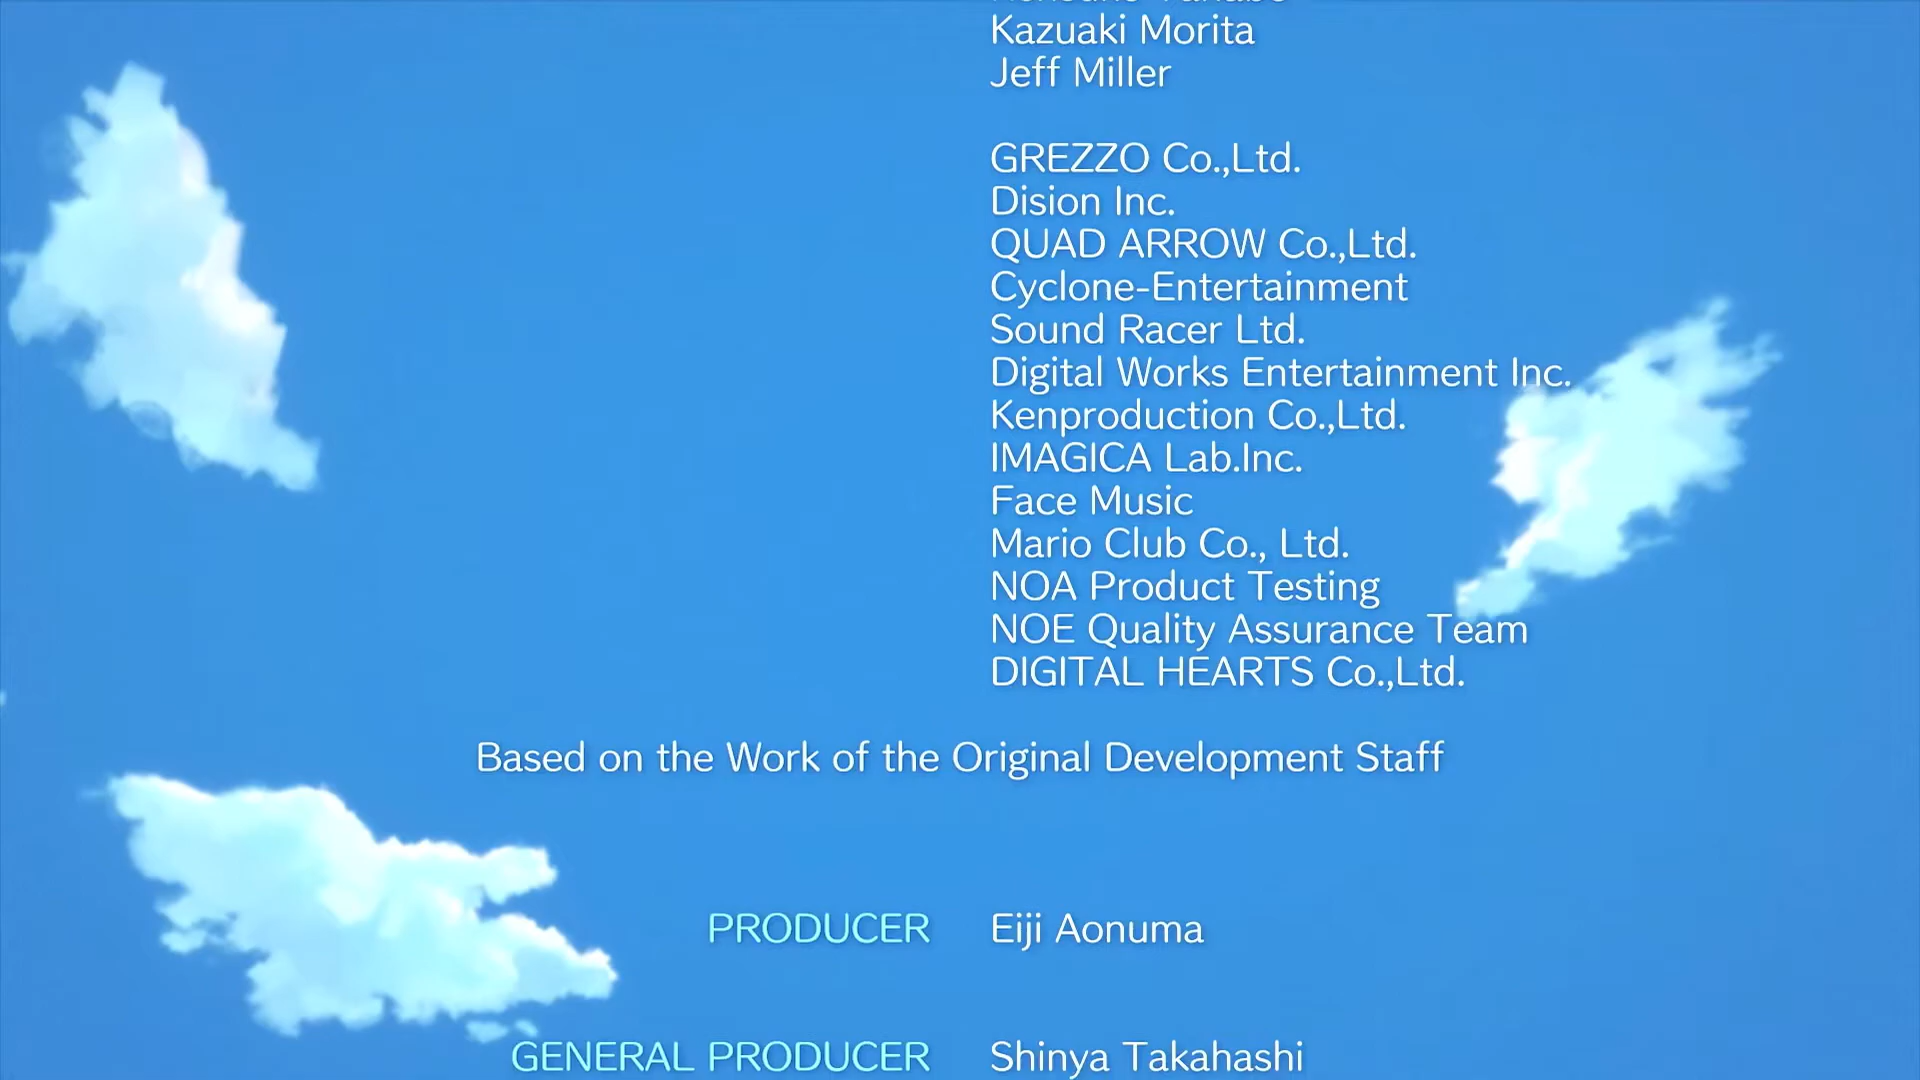 Kazuaki Morita
Jeff Miller
GREZZO Co.,Ltd.
Dision Inc.
QUAD ARROW Co.,Ltd.
Cyclone-Entertainment
Sound Racer Ltd.
Digital Works Entertainment Inc.
Kenproduction Co.,Ltd.
IMAGICA Lab.Inc.
Face Music
Mario Club Co., Ltd.
NOA Product Testing
NOE Quality Assurance Team
DIGITAL HEARTS Co.,Ltd.
Based on the Work of the Original Development Staff
PRODUCER Eiji Aonuma
GENERAL PRODUCER Shinya Takahashi